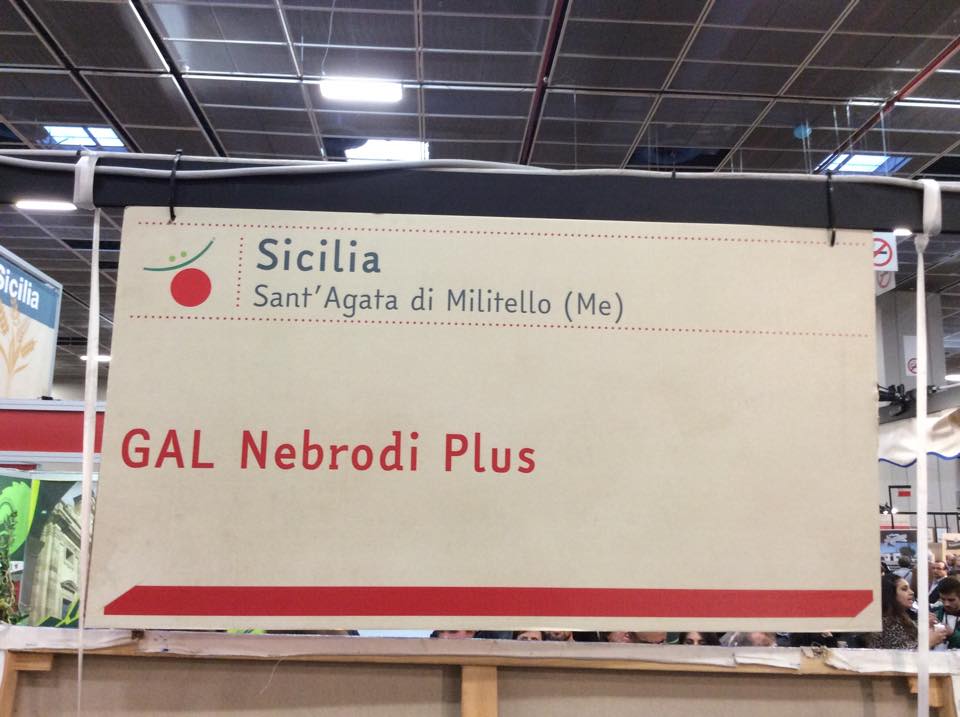 Sicilia
Sant'Agata di Militello (Me)
GAL Nebrodi Plus
Sicilia